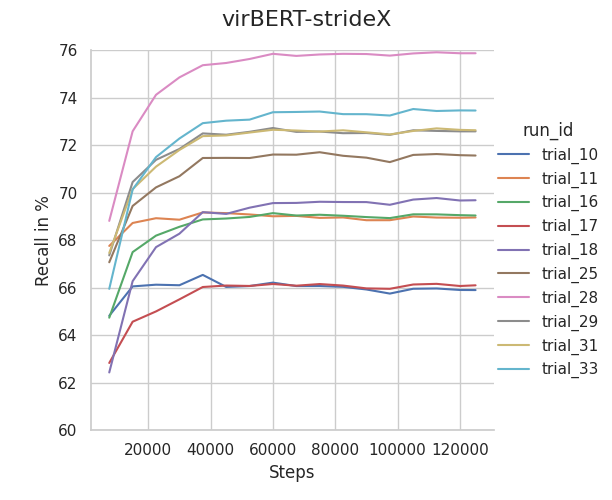 virBERT-strideX
76
74
72
70
68
66
64
62
60
Recall in %
20000 40000 60000 80000 100000 120000
Steps
run_id
trial_10
trial_11
trial_16
trial_17
trial_18
trial_25
trial_28
trial_29
trial_31
trial_33